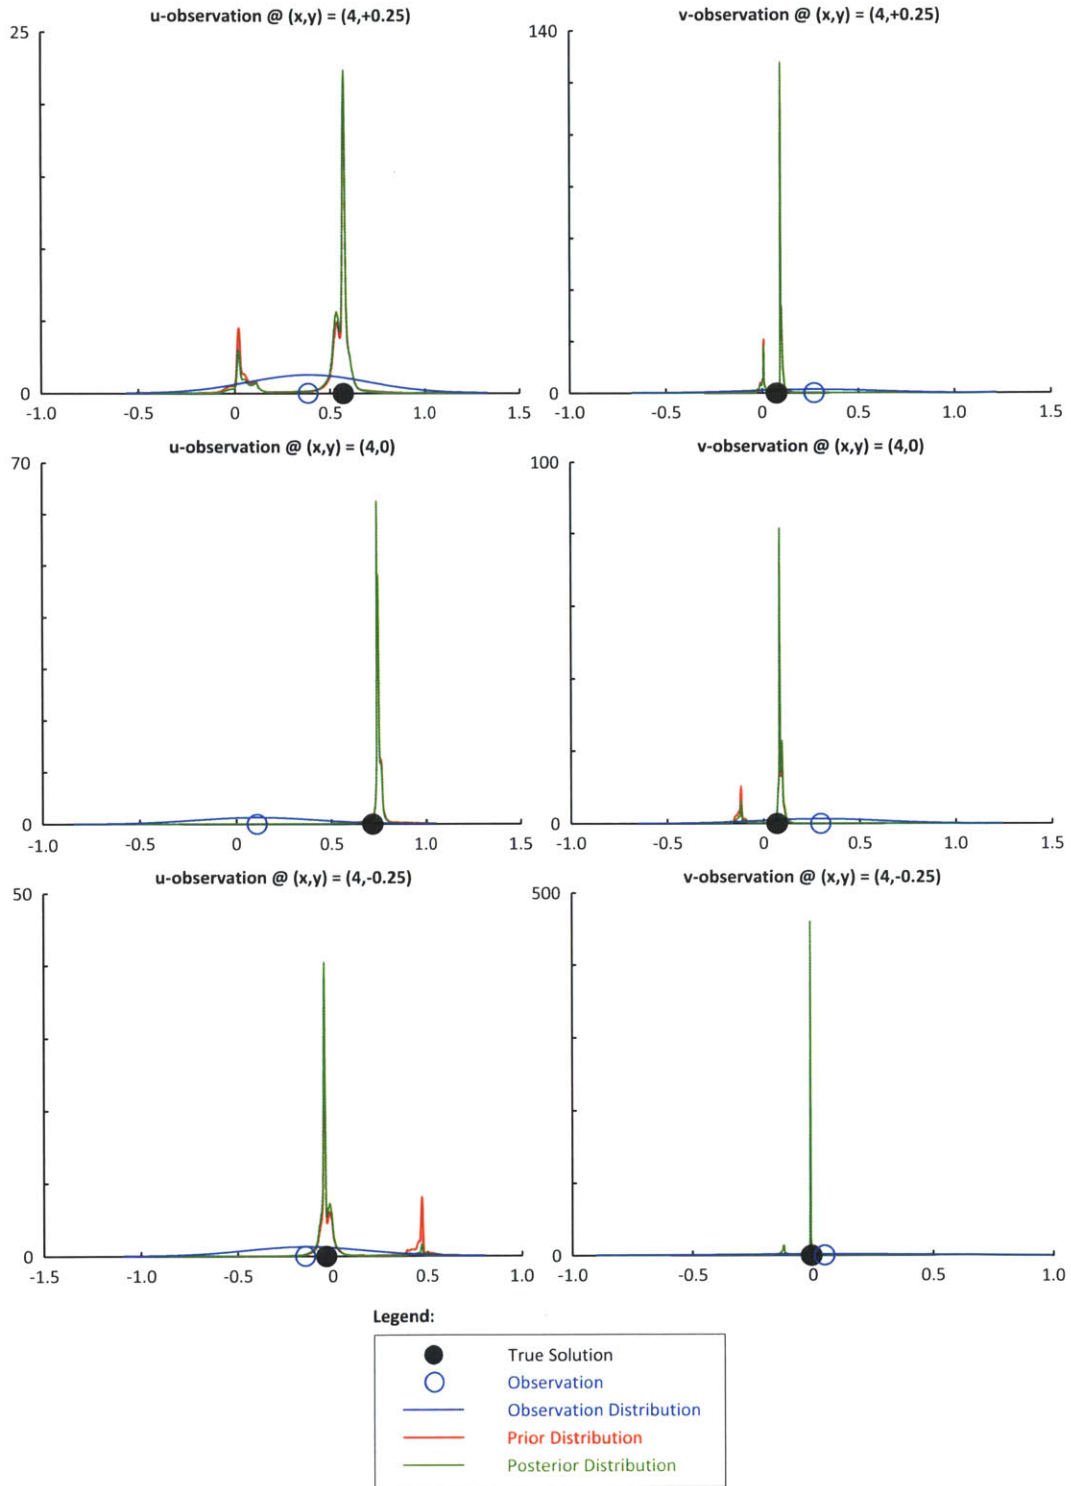 u-observation @ (x,y) = (4,+0.25)
25
0
-1.0 -0.5 0 0.5 1.0 1.5
v-observation @ (x,y) = (4,+0.25)
140
0
-1.0 -0.5 0 0.5 1.0 1.5
u-observation @ (x,y) = (4,0)
70
0
-1.0 -0.5 0 0.5 1.0 1.5
v-observation @ (x,y) = (4,0)
100
0
-1.0 -0.5 0 0.5 1.0 1.5
u-observation @ (x,y) = (4,-0.25)
50
0
-1.5 -1.0 -0.5 0 0.5 1.0
v-observation @ (x,y) = (4,-0.25)
500
0
-1.0 -0.5 0 0.5 1.0
Legend:
True Solution
Observation
Observation Distribution
Prior Distribution
Posterior Distribution